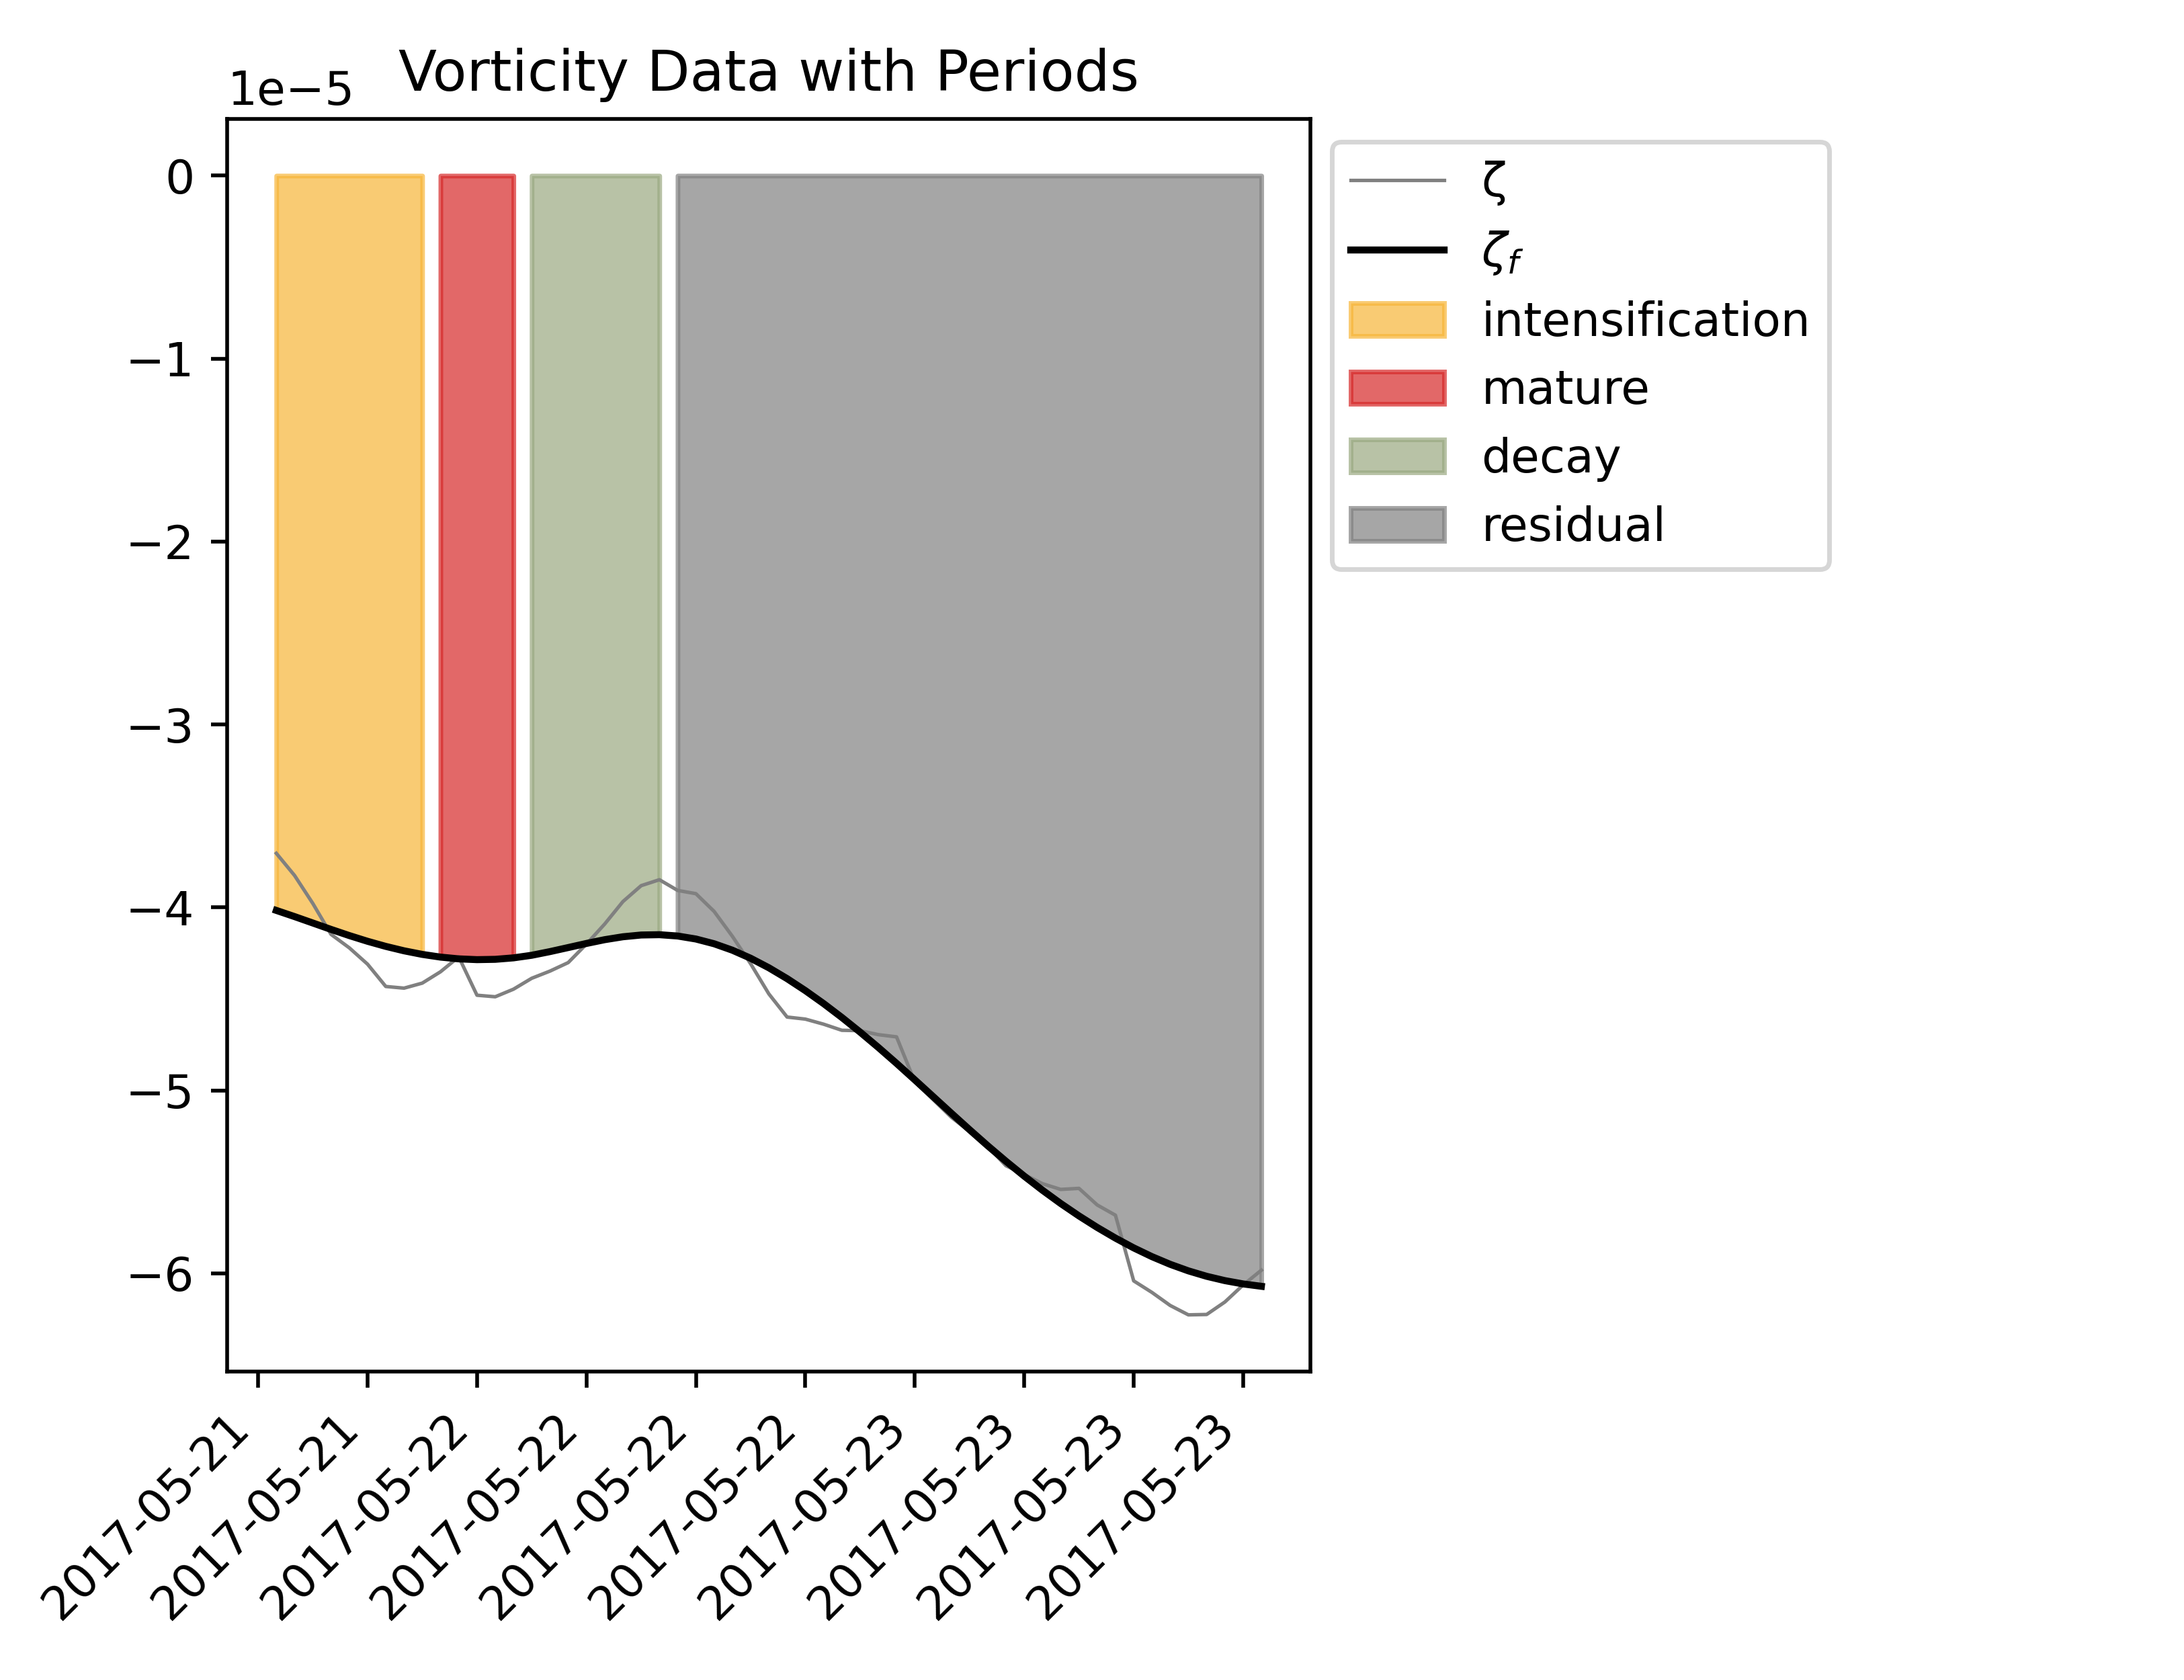 Vorticity Data with Periods
1e−5
0
−1
−2
−3
−4
−5
−6
2017-05-21
2017-05-21
2017-05-22
2017-05-22
2017-05-22
2017-05-22
2017-05-23
2017-05-23
2017-05-23
2017-05-23
ζ
ζf
intensification
mature
decay
residual